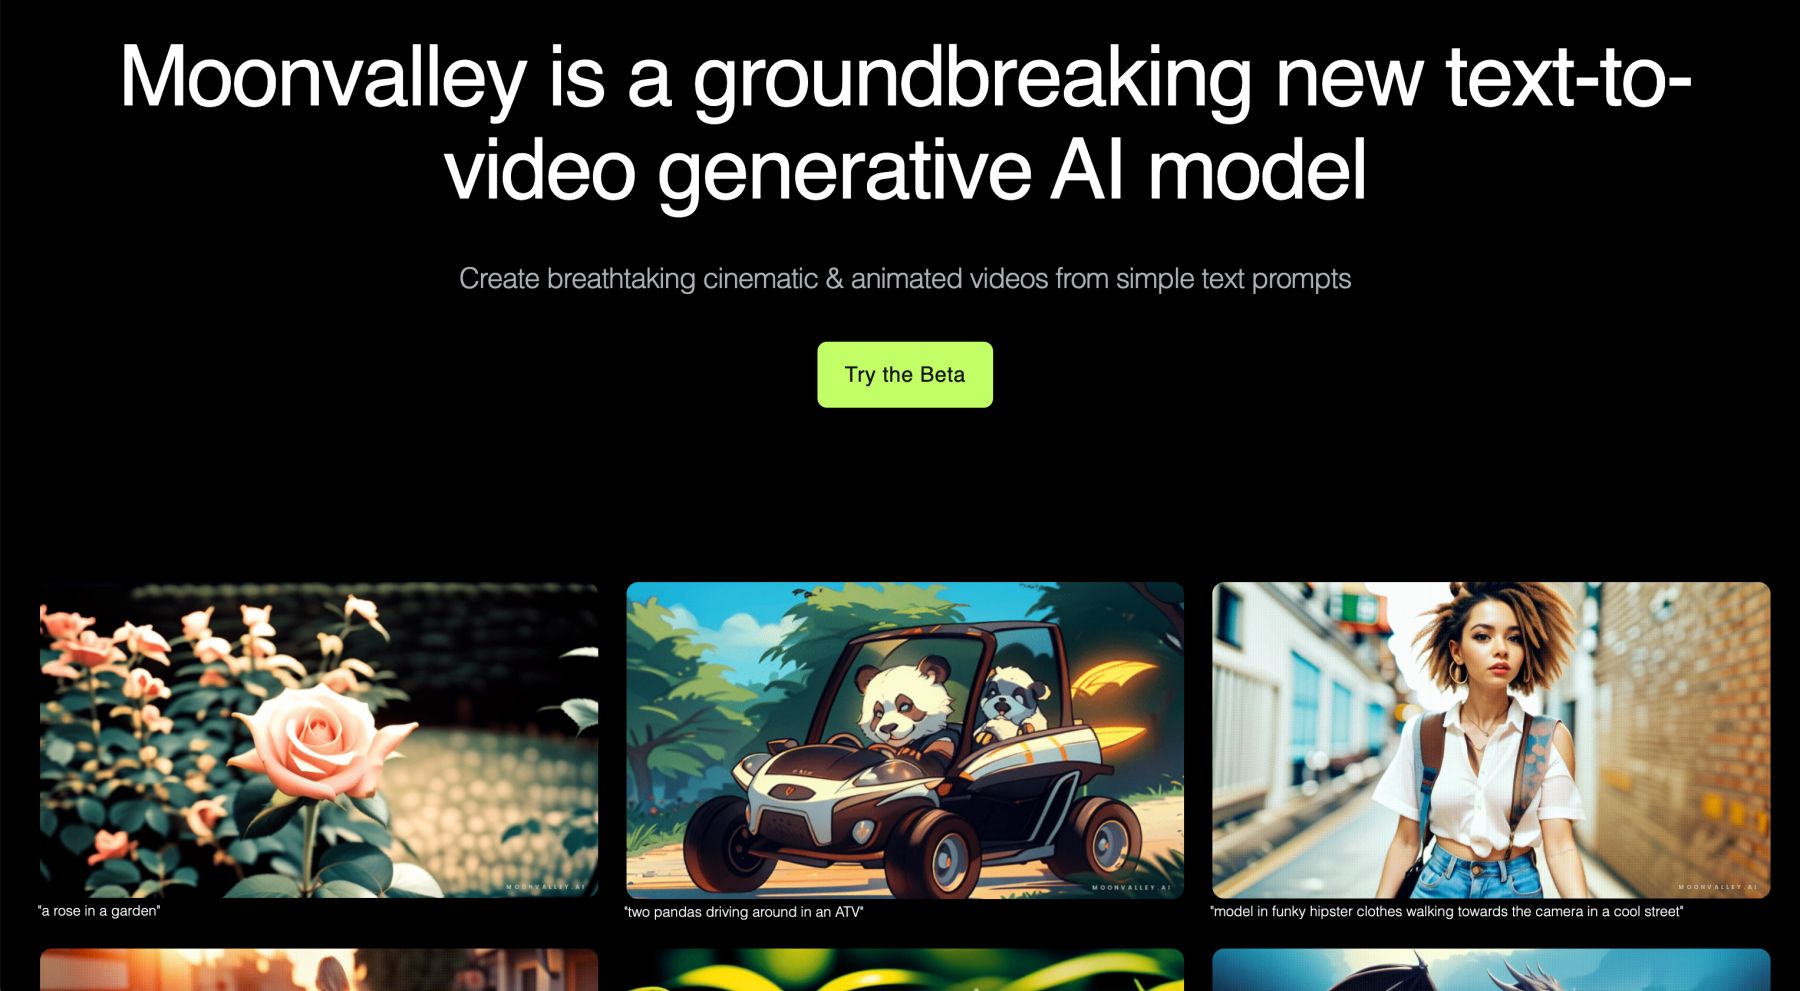 Moonvalley is a groundbreaking new text-to-
video generative AI model
Create breathtaking cinematic & animated videos from simple text prompts
Try the Beta
MOONVALLEY.AI
MOONVALLEY.AI
MOONVALLEY.AI
"a rose in a garden"
"two pandas driving around in an ATV"
"model in funky hipster clothes walking towards the camera in a cool street"